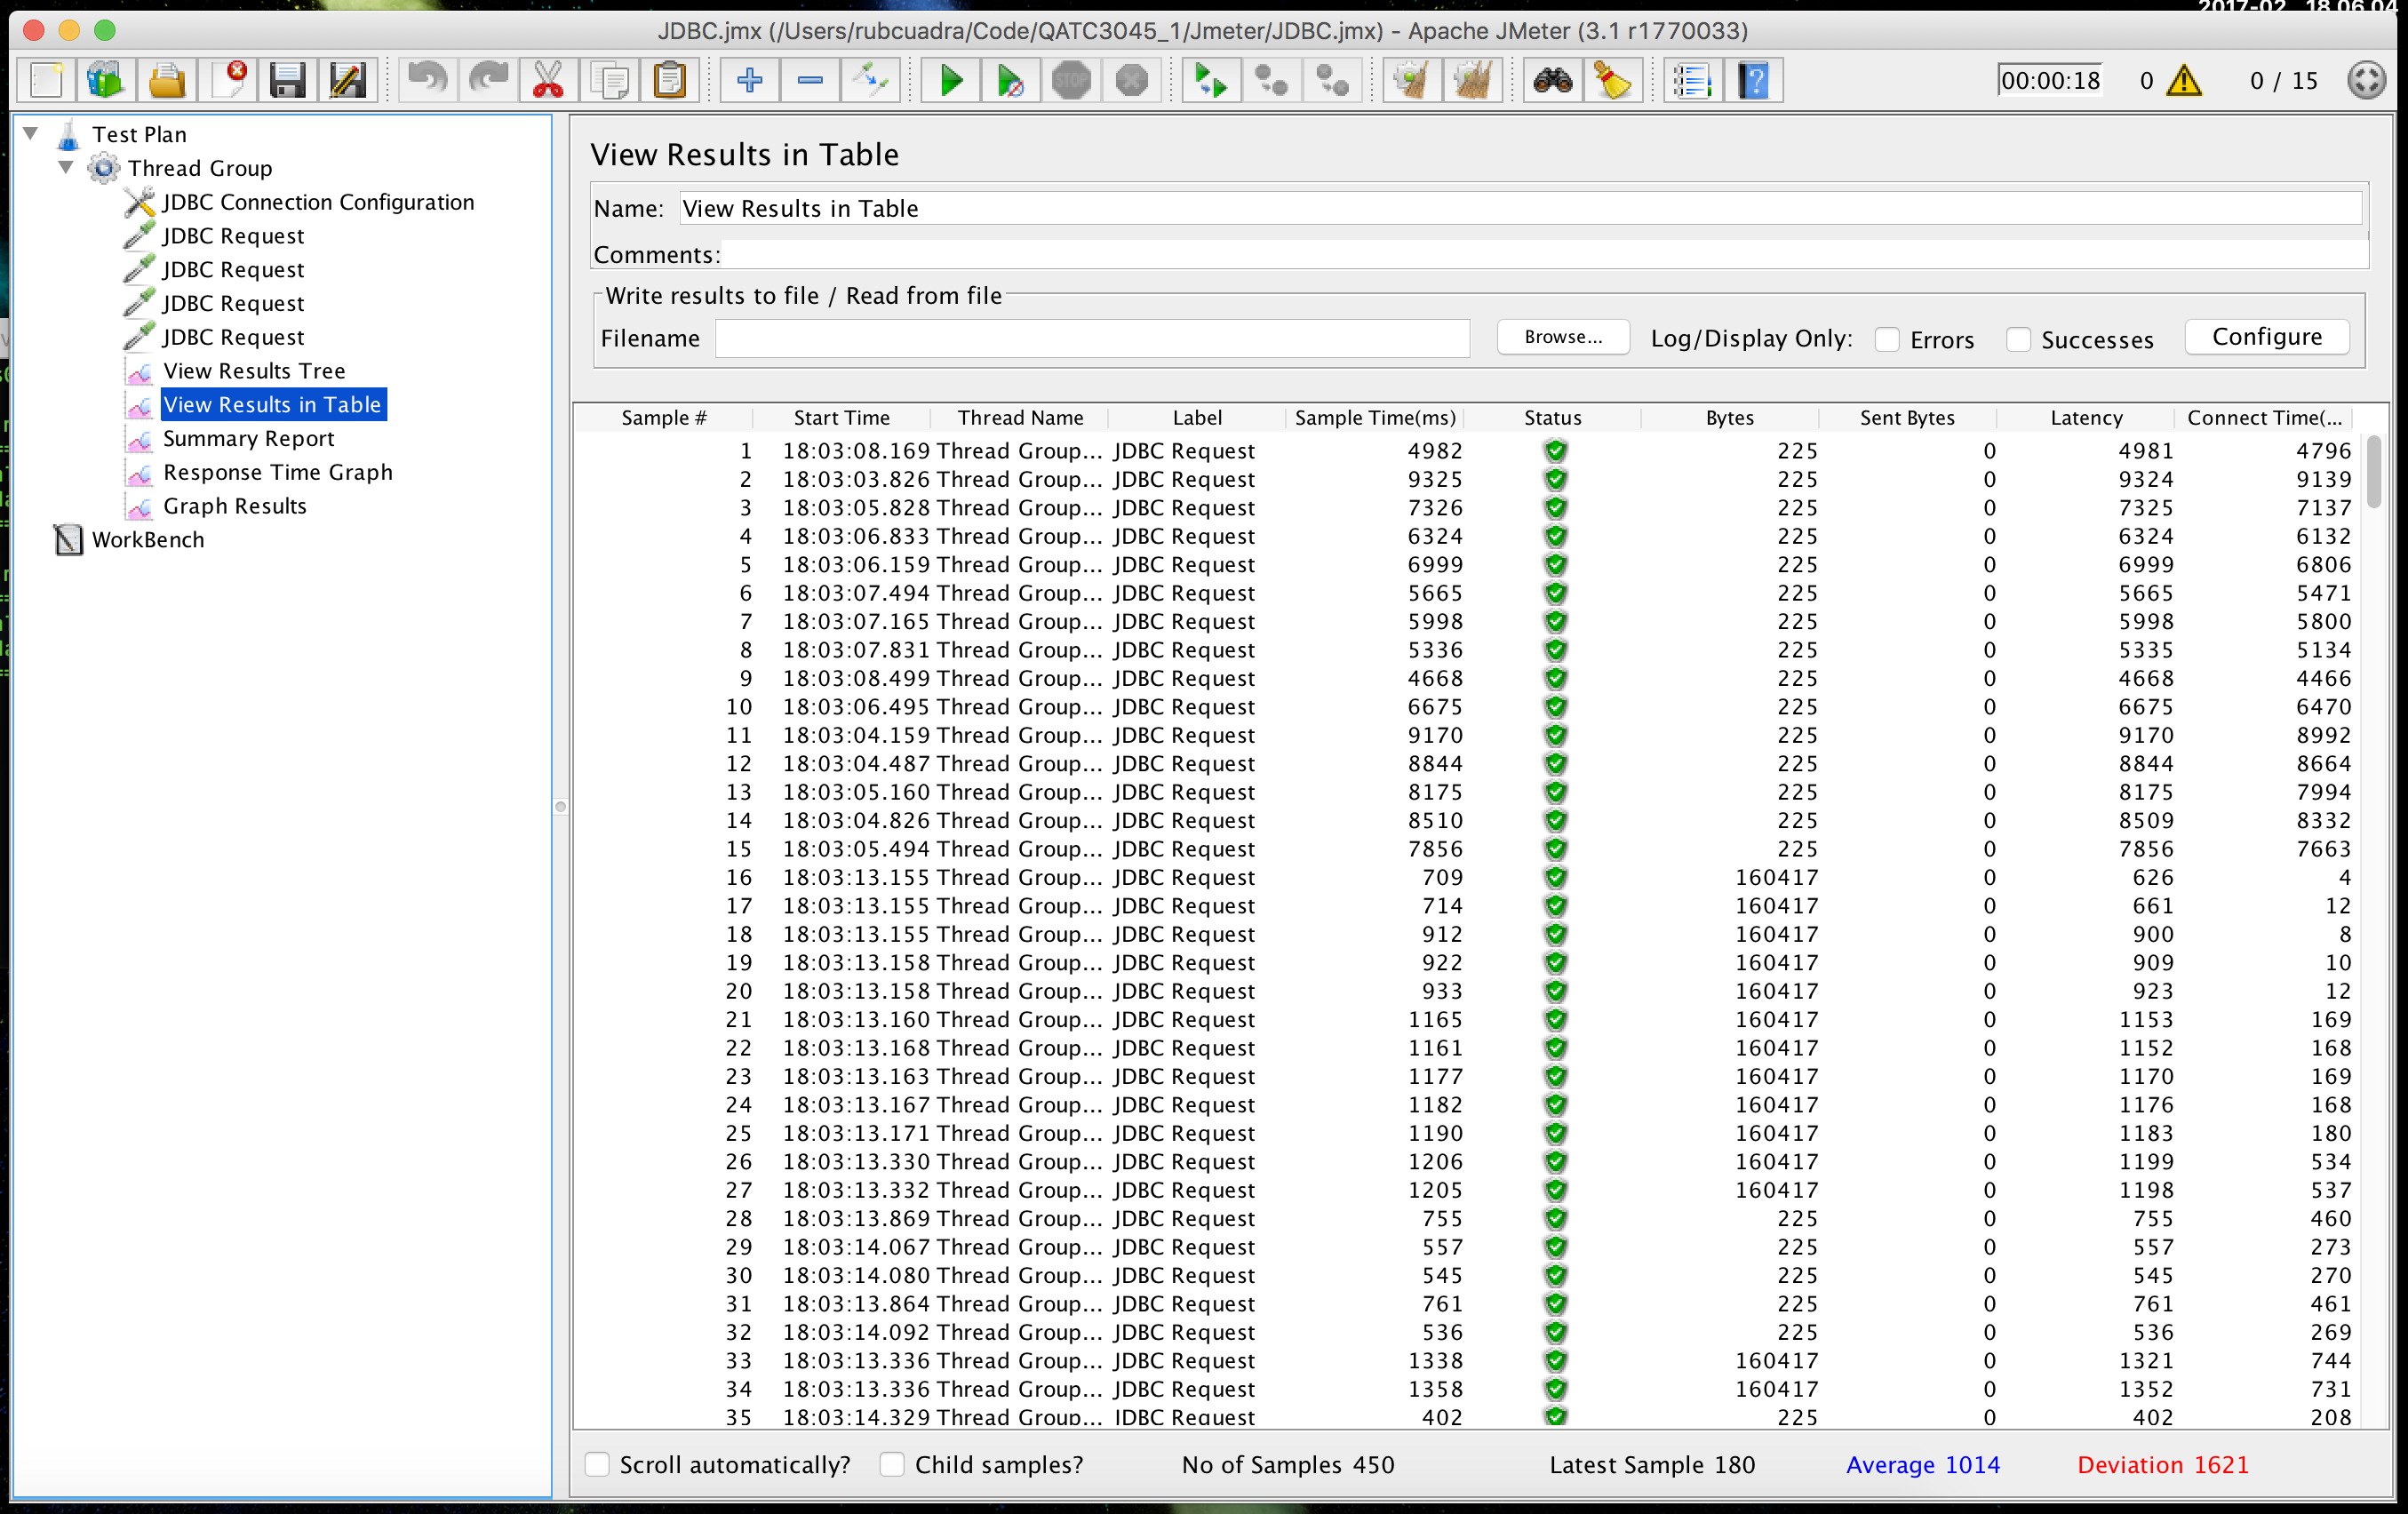 2017-02 18.06.04
JDBC.jmx (/Users/rubcuadra/Code/QATC3045_1/Jmeter/JDBC.jmx) - Apache JMeter (3.1 r1770033)
STOP 00:00:18 0 0 / 15
Test Plan
Thread Group
JDBC Connection Configuration
JDBC Request
JDBC Request
JDBC Request
JDBC Request
View Results Tree
View Results in Table
Summary Report
Response Time Graph
Graph Results
WorkBench
View Results in Table
Name: View Results in Table
Comments:
Write results to file / Read from file
Filename Browse... Log/Display Only: Errors Successes Configure
Sample # Start Time Thread Name Label Sample Time(ms) Status Bytes Sent Bytes Latency Connect Time(...
1 18:03:08.169 Thread Group... JDBC Request 4982 225 0 4981 4796
2 18:03:03.826 Thread Group... JDBC Request 9325 225 0 9324 9139
3 18:03:05.828 Thread Group... JDBC Request 7326 225 0 7325 7137
4 18:03:06.833 Thread Group... JDBC Request 6324 225 0 6324 6132
5 18:03:06.159 Thread Group... JDBC Request 6999 225 0 6999 6806
6 18:03:07.494 Thread Group... JDBC Request 5665 225 0 5665 5471
7 18:03:07.165 Thread Group... JDBC Request 5998 225 0 5998 5800
8 18:03:07.831 Thread Group... JDBC Request 5336 225 0 5335 5134
9 18:03:08.499 Thread Group... JDBC Request 4668 225 0 4668 4466
10 18:03:06.495 Thread Group... JDBC Request 6675 225 0 6675 6470
11 18:03:04.159 Thread Group... JDBC Request 9170 225 0 9170 8992
12 18:03:04.487 Thread Group... JDBC Request 8844 225 0 8844 8664
13 18:03:05.160 Thread Group... JDBC Request 8175 225 0 8175 7994
14 18:03:04.826 Thread Group... JDBC Request 8510 225 0 8509 8332
15 18:03:05.494 Thread Group... JDBC Request 7856 225 0 7856 7663
16 18:03:13.155 Thread Group... JDBC Request 709 160417 0 626 4
17 18:03:13.155 Thread Group... JDBC Request 714 160417 0 661 12
18 18:03:13.155 Thread Group... JDBC Request 912 160417 0 900 8
19 18:03:13.158 Thread Group... JDBC Request 922 160417 0 909 10
20 18:03:13.158 Thread Group... JDBC Request 933 160417 0 923 12
21 18:03:13.160 Thread Group... JDBC Request 1165 160417 0 1153 169
22 18:03:13.168 Thread Group... JDBC Request 1161 160417 0 1152 168
23 18:03:13.163 Thread Group... JDBC Request 1177 160417 0 1170 169
24 18:03:13.167 Thread Group... JDBC Request 1182 160417 0 1176 168
25 18:03:13.171 Thread Group... JDBC Request 1190 160417 0 1183 180
26 18:03:13.330 Thread Group... JDBC Request 1206 160417 0 1199 534
27 18:03:13.332 Thread Group... JDBC Request 1205 160417 0 1198 537
28 18:03:13.869 Thread Group... JDBC Request 755 225 0 755 460
29 18:03:14.067 Thread Group... JDBC Request 557 225 0 557 273
30 18:03:14.080 Thread Group... JDBC Request 545 225 0 545 270
31 18:03:13.864 Thread Group... JDBC Request 761 225 0 761 461
32 18:03:14.092 Thread Group... JDBC Request 536 225 0 536 269
33 18:03:13.336 Thread Group... JDBC Request 1338 160417 0 1321 744
34 18:03:13.336 Thread Group... JDBC Request 1358 160417 0 1352 731
35 18:03:14.329 Thread Group... JDBC Request 402 225 0 402 208
Scroll automatically? Child samples? No of Samples 450 Latest Sample 180 Average 1014 Deviation 1621